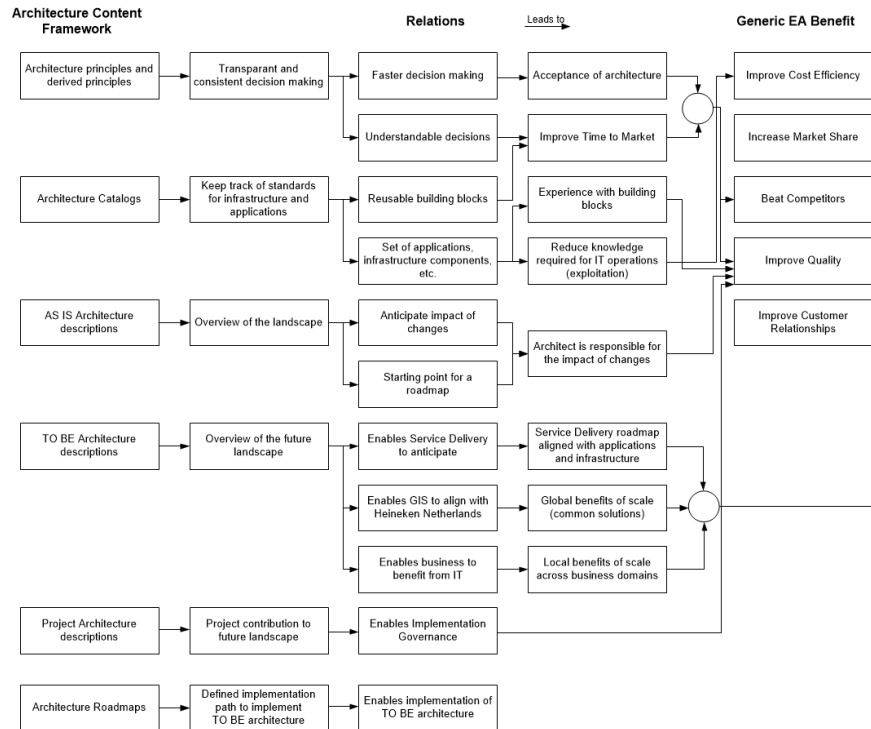 Architecture Content
Framework
Relations
Leads to
Generic EA Benefit
Architecture principles and
derived principles
Transparant and
consistent decision making
Faster decision making
Acceptance of architecture
Improve Cost Efficiency
Understandable decisions
Improve Time to Market
Increase Market Share
Architecture Catalogs
Keep track of standards
for infrastructure and
applications
Reusable building blocks
Experience with building
blocks
Beat Competitors
Set of applications,
infrastructure components,
etc.
Reduce knowledge
required for IT operations
(exploitation)
Improve Quality
AS IS Architecture
descriptions
Overview of the landscape
Anticipate impact of
changes
Architect is responsible for
the impact of changes
Improve Customer
Relationships
Starting point for a
roadmap
TO BE Architecture
descriptions
Overview of the future
landscape
Enables Service Delivery
to anticipate
Service Delivery roadmap
aligned with applications
and infrastructure
Enables GIS to align with
Heineken Netherlands
Global benefits of scale
(common solutions)
Enables business to
benefit from IT
Local benefits of scale
across business domains
Project Architecture
descriptions
Project contribution to
future landscape
Enables Implementation
Governance
Architecture Roadmaps
Defined implementation
path to implement
TO BE architecture
Enables implementation of
TO BE architecture